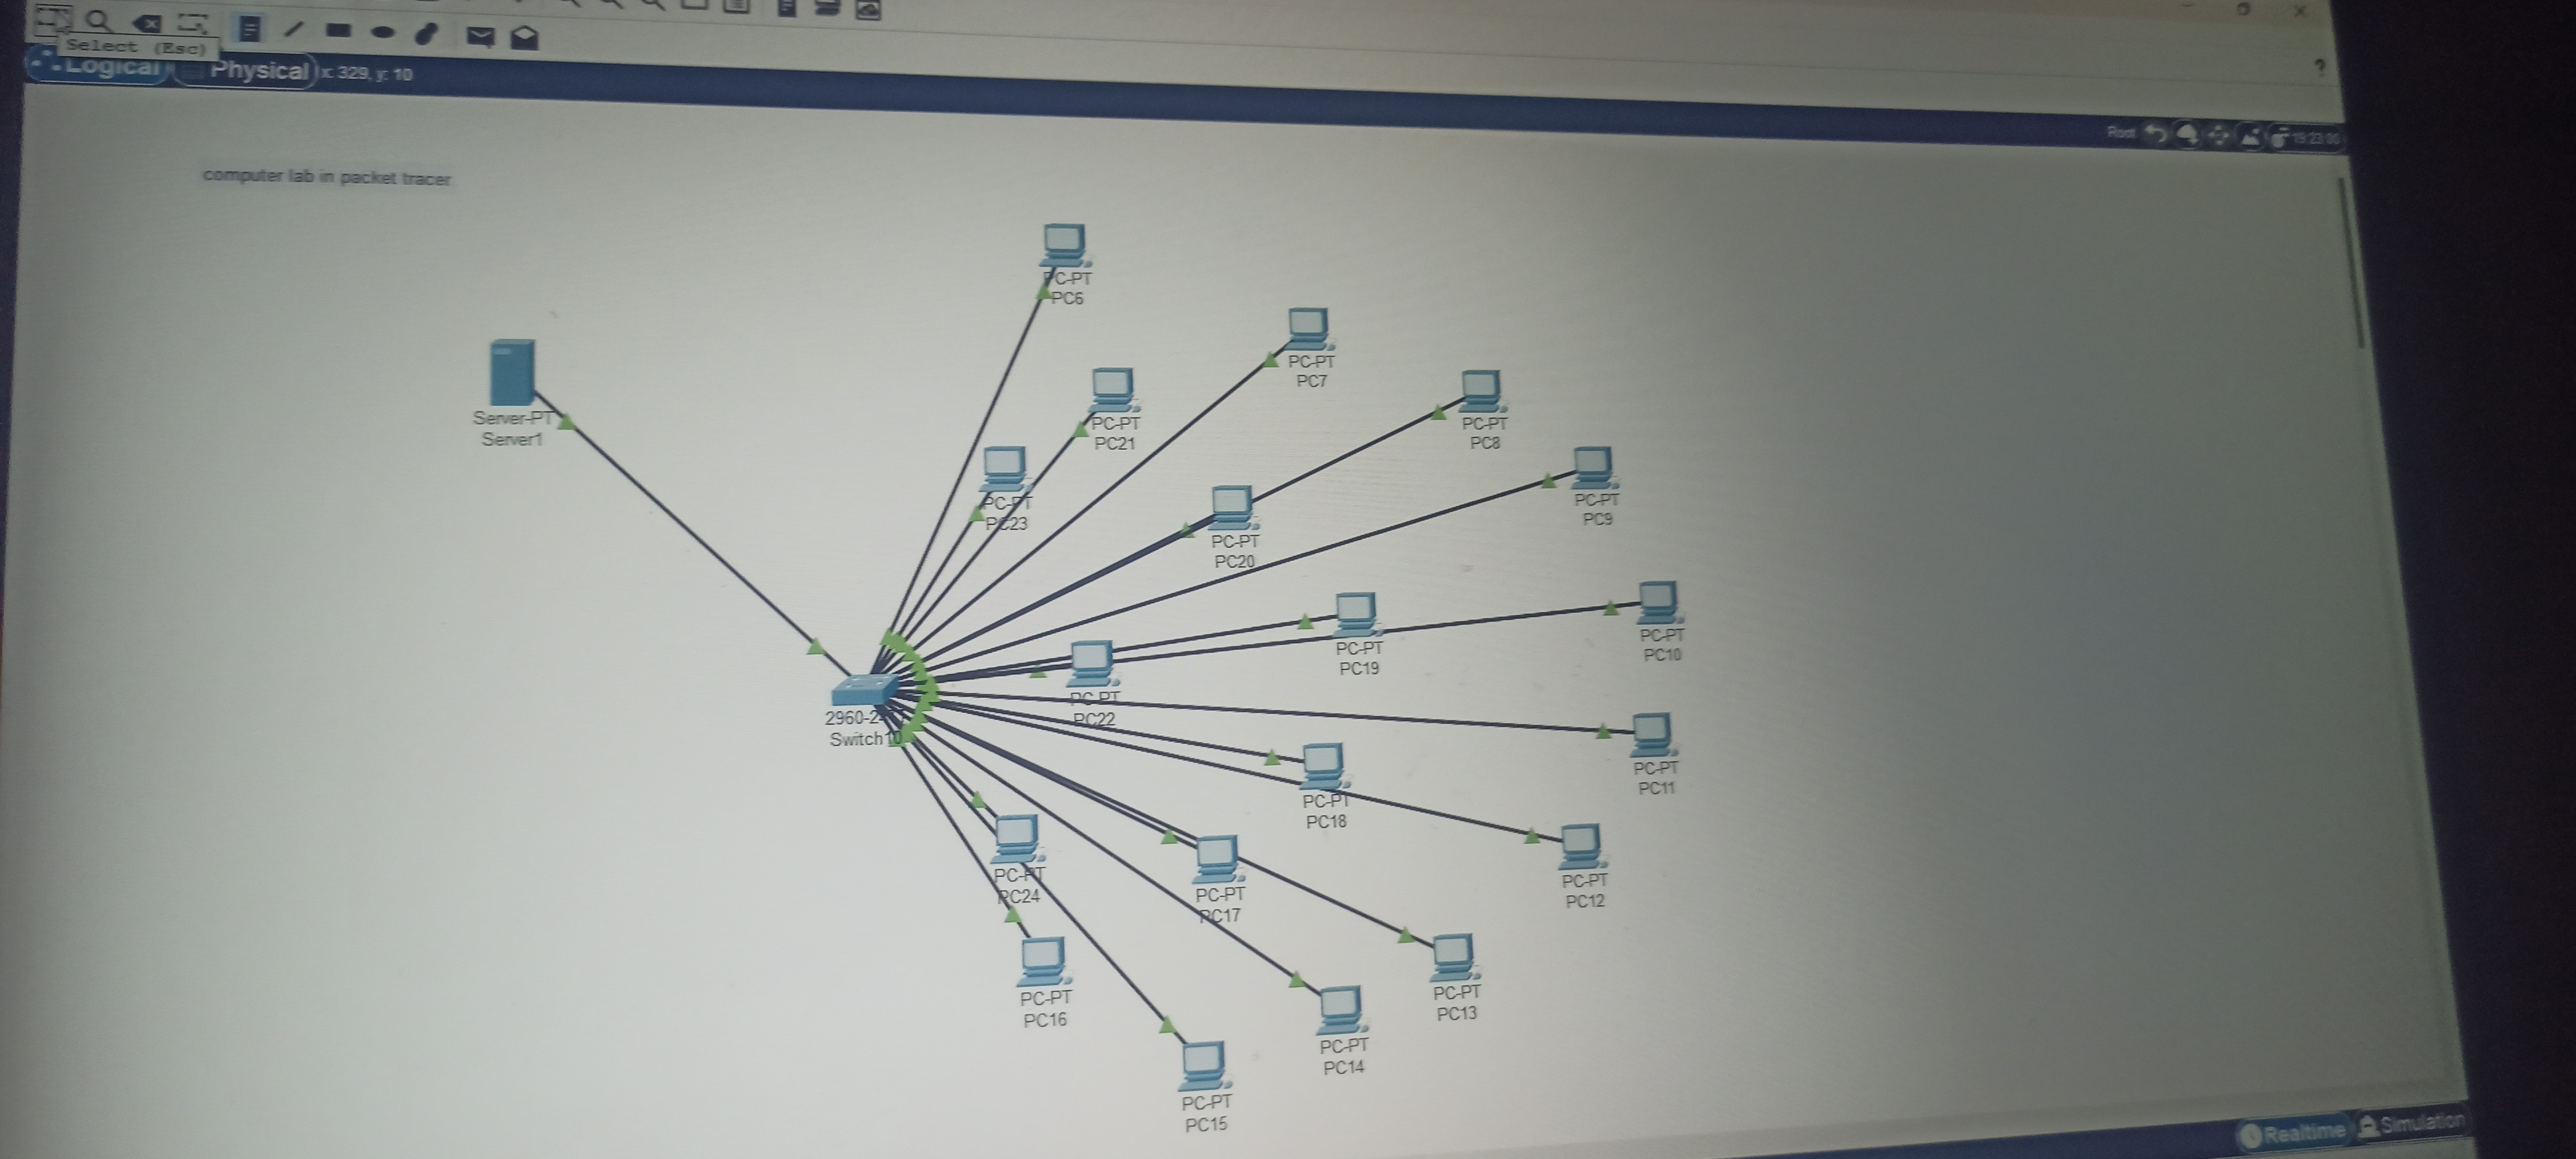 Select (Esc)
Logical
Physical
x: 329, y: 10
?
Root
computer lab in packet tracer
PC-PT
PC6
PC-PT
PC7
Server-PT
Server1
PC-PT
PC21
PC-PT
PC8
PC-PT
PC23
PC-PT
PC9
PC-PT
PC20
PC-PT
PC19
PC-PT
PC10
PC-PT
PC22
2960-2
Switch10
PC-PT
PC11
PC-PT
PC18
PC-PT
PC24
PC-PT
PC17
PC-PT
PC12
PC-PT
PC16
PC-PT
PC13
PC-PT
PC14
PC-PT
PC15
Realtime
Simulation